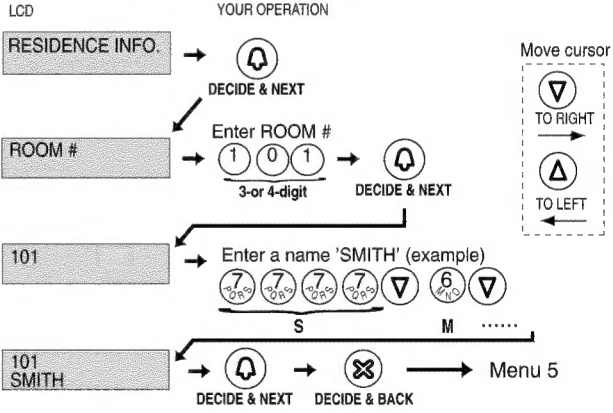 LCD
YOUR OPERATION
RESIDENCE INFO.
DECIDE & NEXT
Move cursor
TO RIGHT
TO LEFT
ROOM #
Enter ROOM #
1 0 1
3-or 4-digit
DECIDE & NEXT
101
Enter a name 'SMITH' (example)
7 PQRS 7 PQRS 7 PQRS 7 PQRS 6 MNO
S M ......
101
SMITH
DECIDE & NEXT
DECIDE & BACK
Menu 5